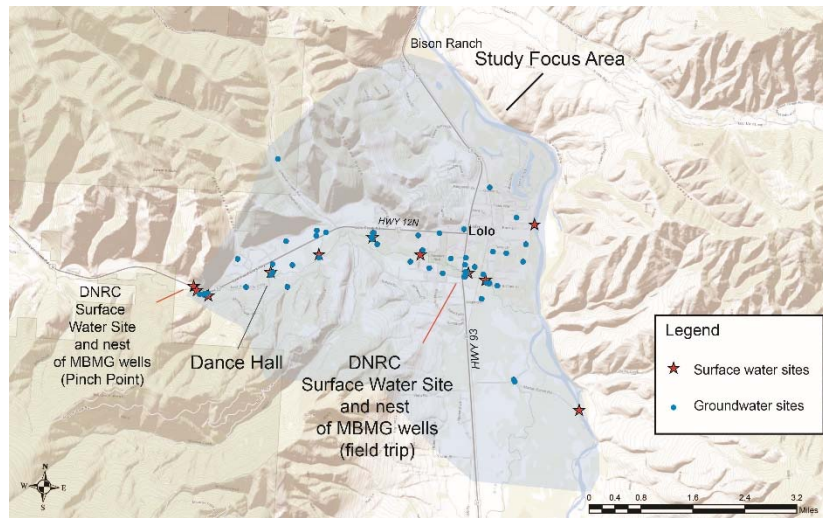 Bison Ranch
Study Focus Area
HWY 12N
Lolo
DNRC
Surface
Water Site
and nest
of MBMG wells
(Pinch Point)
Dance Hall
DNRC
Surface Water Site
and nest
of MBMG wells
(field trip)
HWY 93
Legend
Surface water sites
Groundwater sites
N
W
E
S
0 0.4 0.8 1.6 2.4 3.2
Miles